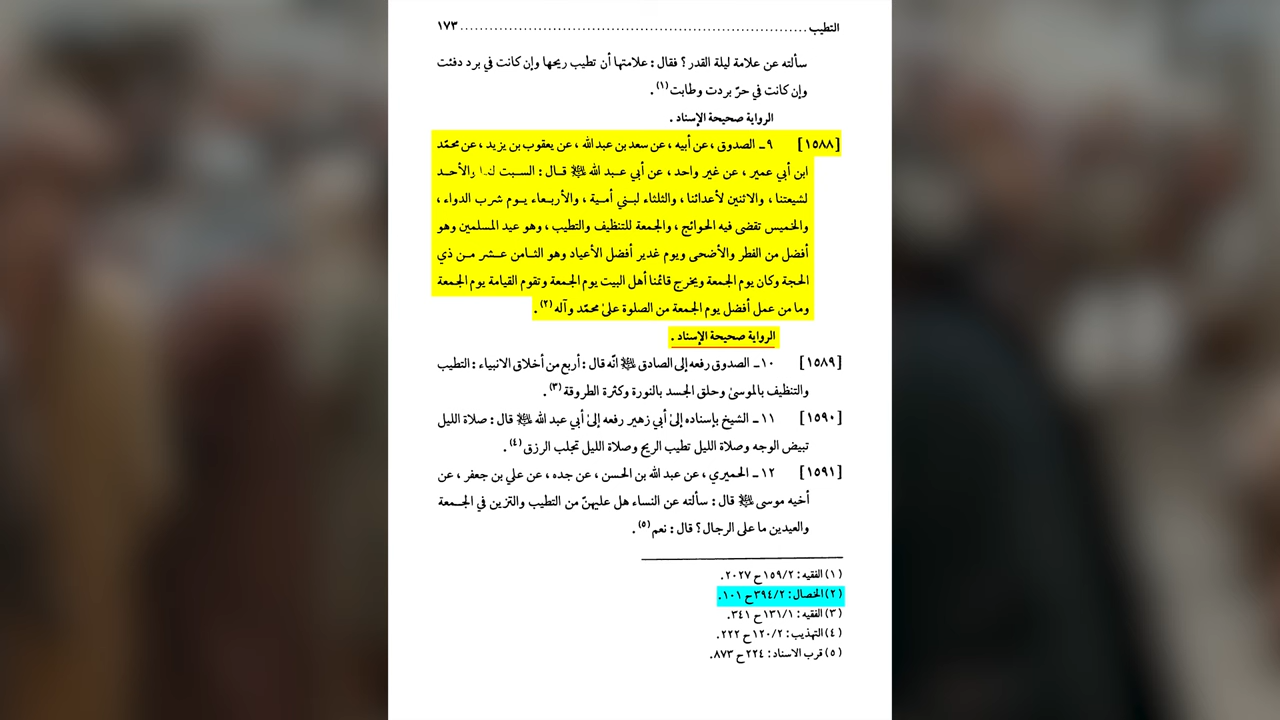 التطيب ........................................................................ ١٧٣
سألته عن علامة ليلة القدر ؟ فقال : علامتها أن تطيب ريحها وإن كانت في برد دفئت
وإن كانت في حرّ بردت وطابت (١) .
الرواية صحيحة الإسناد .
[١٥٨٨] ٩ ـ الصدوق ، عن أبيه ، عن سعد بن عبد الله ، عن يعقوب بن يزيد ، عن محمّد
ابن أبي عمير ، عن غير واحد ، عن أبي عبد الله ﷺ قال : السبت لنا والأحد
لشيعتنا ، والاثنين لأعدائنا ، والثلثاء لبني أمية ، والأربعاء يوم شرب الدواء ،
والخميس تقضى فيه الحوائج ، والجمعة للتنظيف والتطيب ، وهو عيد المسلمين وهو
أفضل من الفطر والأضحى ويوم غدير أفضل الأعياد وهو الثامن عشر من ذي
الحجة وكان يوم الجمعة ويخرج قائمنا أهل البيت يوم الجمعة وتقوم القيامة يوم الجمعة
وما من عمل أفضل يوم الجمعة من الصلوة علىٰ محمّد وآله (٢) .
الرواية صحيحة الإسناد .
[١٥٨٩] ١٠ ـ الصدوق رفعه إلى الصادق انّه قال : أربع من أخلاق الانبياء : التطيب
والتنظيف بالموسىٰ وحلق الجسد بالنورة وكثرة الطروقة (٣) .
[١٥٩٠] ١١ ـ الشيخ بإسناده إلىٰ أبي زهير رفعه إلىٰ أبي عبد الله قال : صلاة الليل
تبيض الوجه وصلاة الليل تطيب الريح وصلاة الليل تجلب الرزق (٤) .
[١٥٩١] ١٢ ـ الحميري ، عن عبد الله بن الحسن ، عن جده ، عن علي بن جعفر ، عن
أخيه موسى قال : سألته عن النساء هل عليهنّ من التطيب والتزين في الجمعة
والعيدين ما على الرجال ؟ قال : نعم (٥) .
(١) الفقيه : ١٥٩/٢ ح ٢٠٢٧.
(٢) الخصال : ٣٩٤/٢ ح ١٠١.
(٣) الفقيه : ١٣١/١ ح ٣٤١.
(٤) التهذيب : ١٢٠/٢ ح ٢٢٢.
(٥) قرب الاسناد : ٢٢٤ ح ٨٧٣.